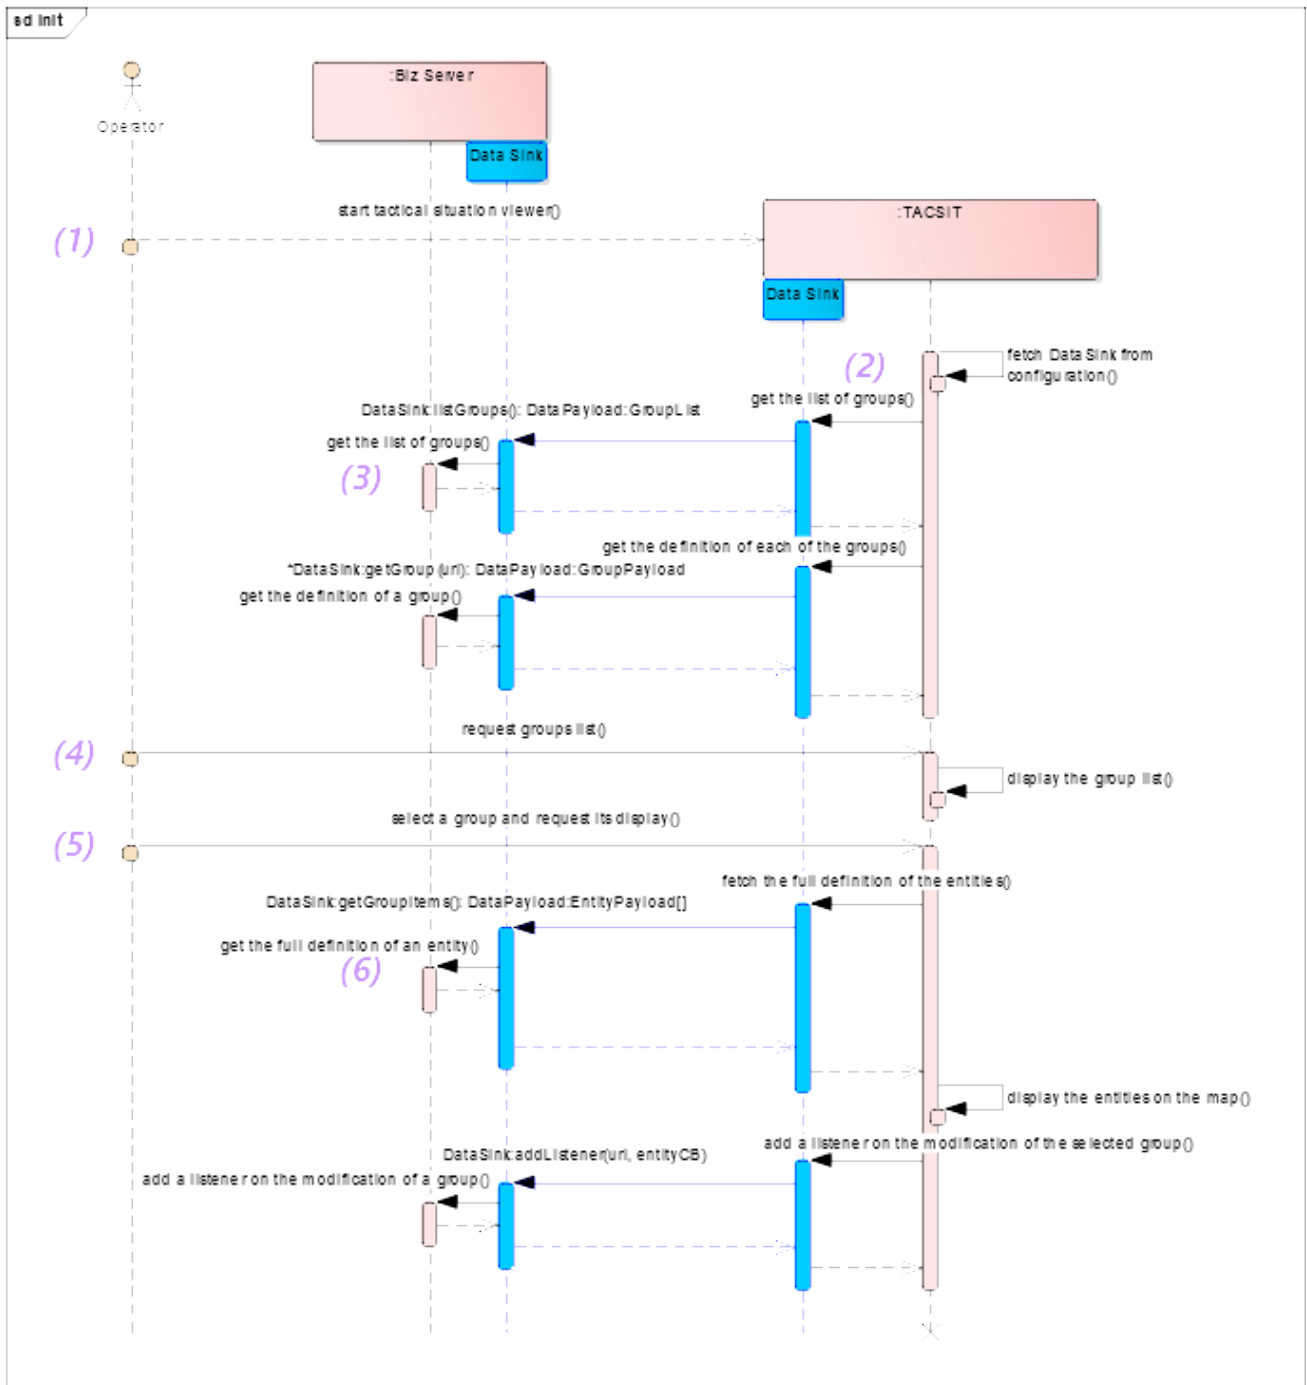 sd init
:Biz Server
Operator
Data Sink
start tactical situation viewer()
:TACSIT
(1)
Data Sink
fetch DataSink from
configuration()
(2)
get the list of groups()
DataSink:listGroups(): DataPayload:GroupList
get the list of groups()
(3)
get the definition of each of the groups()
*DataSink:getGroup(url): DataPayload:GroupPayload
get the definition of a group()
request groups list()
(4)
display the group list()
select a group and request its display()
(5)
fetch the full definition of the entities()
DataSink:getGroupItems(): DataPayload:EntityPayload[]
get the full definition of an entity()
(6)
display the entities on the map()
add a listener on the modification of the selected group()
DataSink:addListener(url, entityCB)
add a listener on the modification of a group()